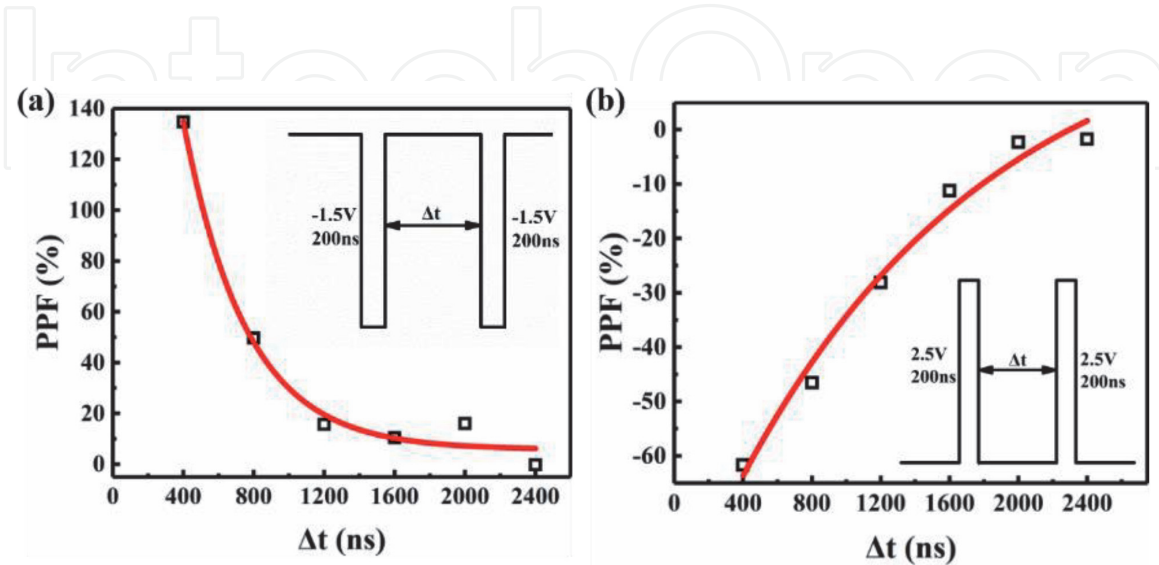 IntechOpen
(a)
140
120
100
80
60
40
20
0
PPF (%)
0 400 800 1200 1600 2000 2400
Δt (ns)
-1.5V
200ns
Δt
-1.5V
200ns
(b)
0
-10
-20
-30
-40
-50
-60
PPF (%)
0 400 800 1200 1600 2000 2400
Δt (ns)
2.5V
200ns
Δt
2.5V
200ns